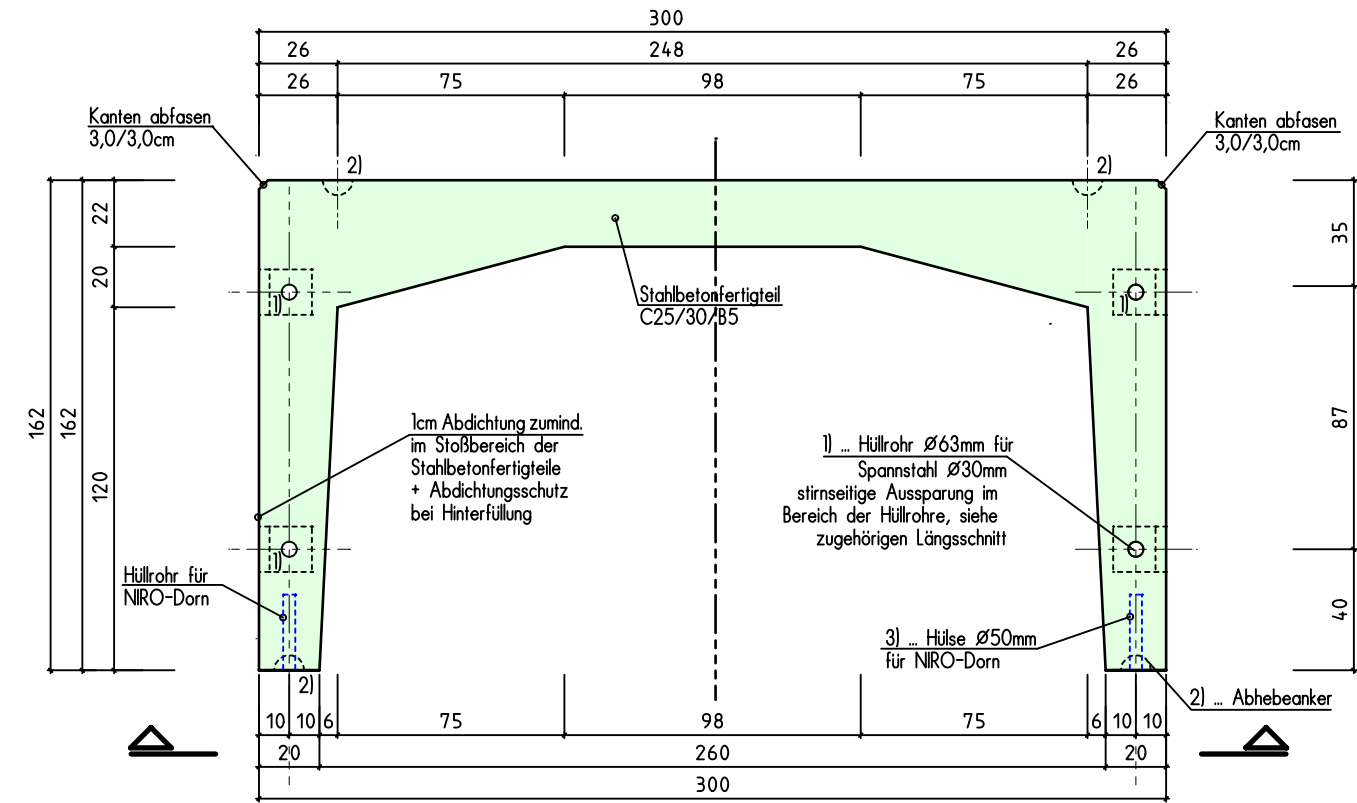 300
26 248 26
26 75 98 75 26
Kanten abfasen
3,0/3,0cm
Kanten abfasen
3,0/3,0cm
2)
2)
22
20
120
162
162
35
87
40
1)
1)
1)
Stahlbetonfertigteil
C25/30/B5
1cm Abdichtung zumind.
im Stoßbereich der
Stahlbetonfertigteile
+ Abdichtungsschutz
bei Hinterfüllung
1) ... Hüllrohr Ø63mm für
Spannstahl Ø30mm
stirnseitige Aussparung im
Bereich der Hüllrohre, siehe
zugehörigen Längsschnitt
Hüllrohr für
NIRO-Dorn
3) ... Hülse Ø50mm
für NIRO-Dorn
2)
2) ... Abhebeanker
10 10 6 75 98 75 6 10 10
20 260 20
300